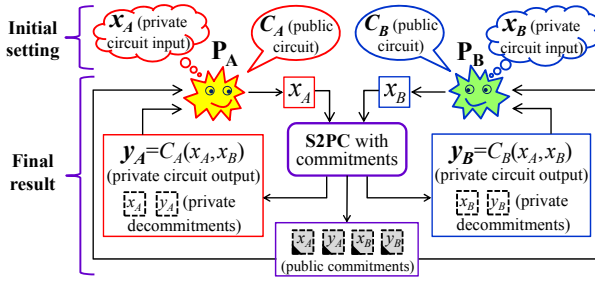 Initial
setting
x_A (private
circuit input)
P_A
C_A (public
circuit)
C_B (public
circuit)
P_B
x_B (private
circuit input)
Final
result
x_A
x_B
S2PC with
commitments
y_A=C_A(x_A,x_B)
(private circuit output)
x_A y_A (private
decommitments)
y_B=C_B(x_A,x_B)
(private circuit output)
x_B y_B (private
decommitments)
x_A y_A x_B y_B
(public commitments)